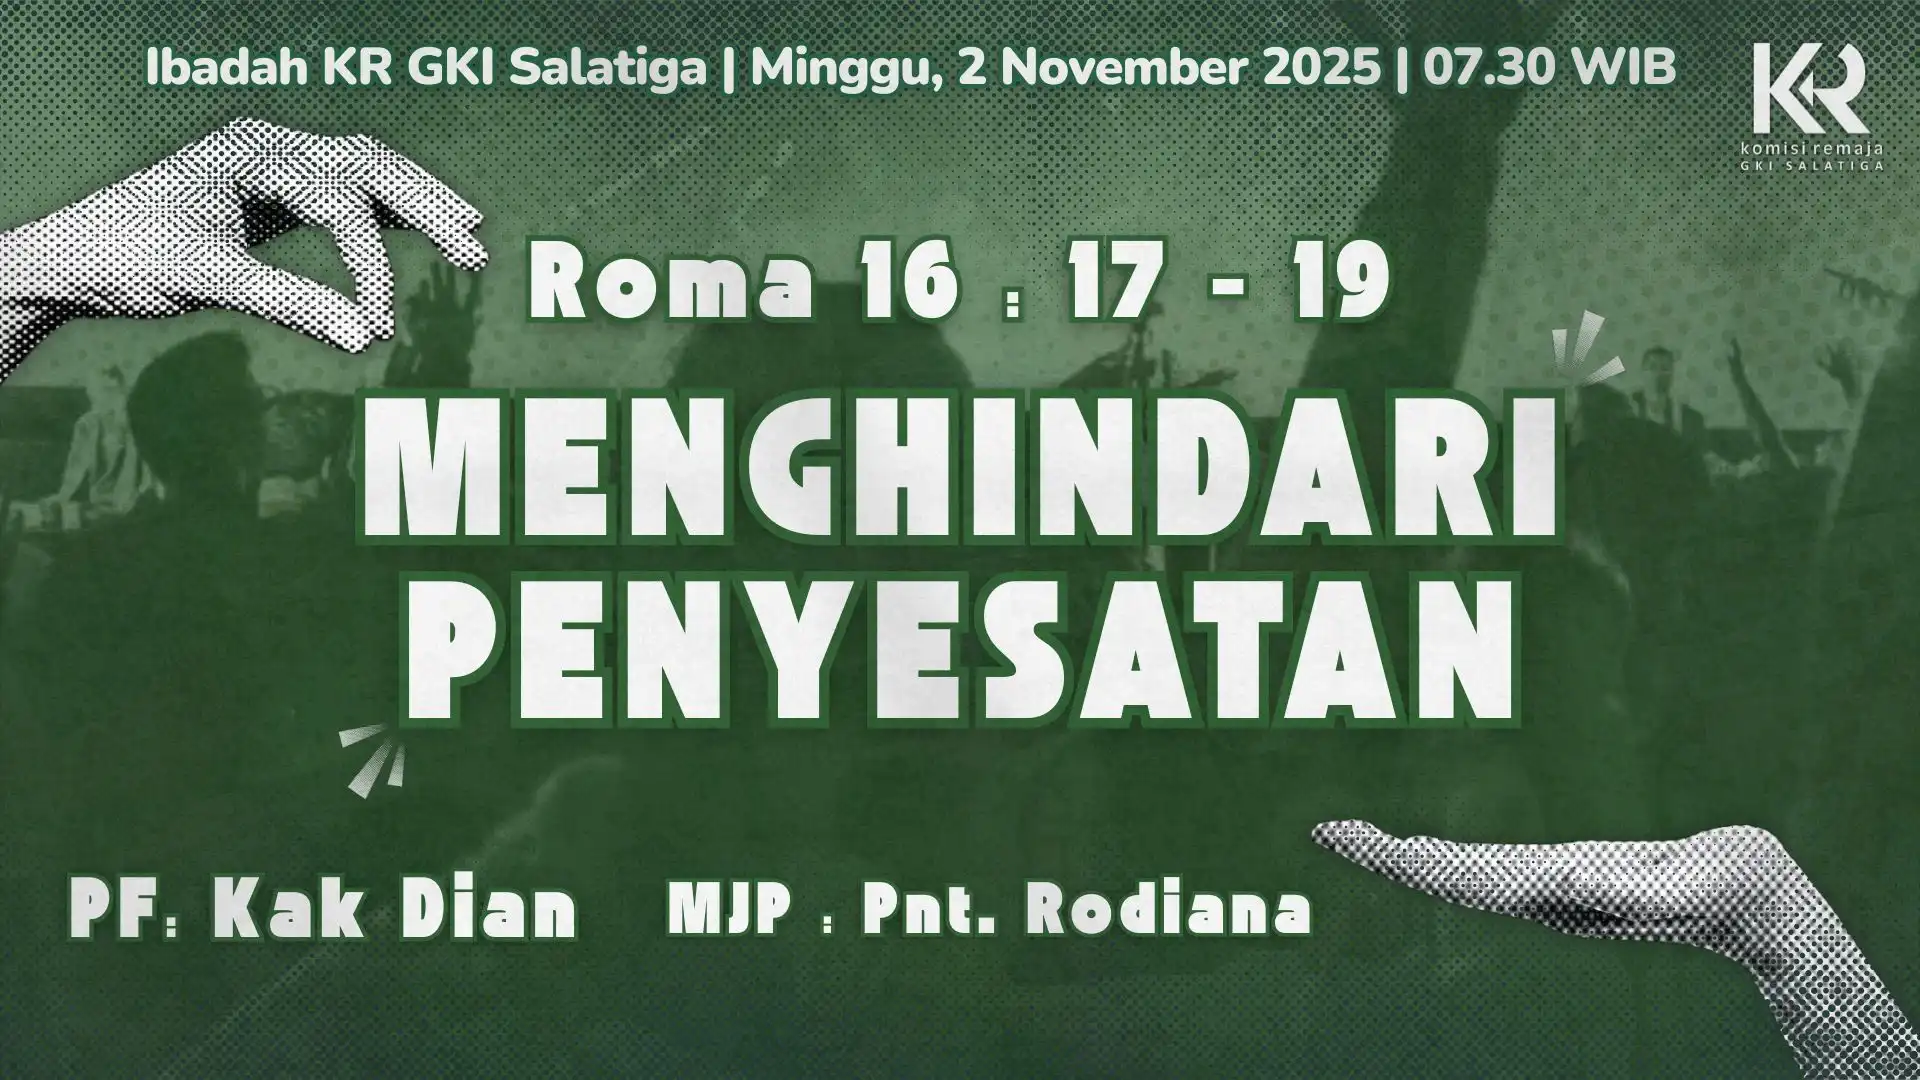 Ibadah KR GKI Salatiga | Minggu, 2 November 2025 | 07.30 WIB
KR
komisi remaja
GKI SALATIGA
Roma 16 : 17 - 19
MENGHINDARI
PENYESATAN
PF: Kak Dian
MJP : Pnt. Rodiana